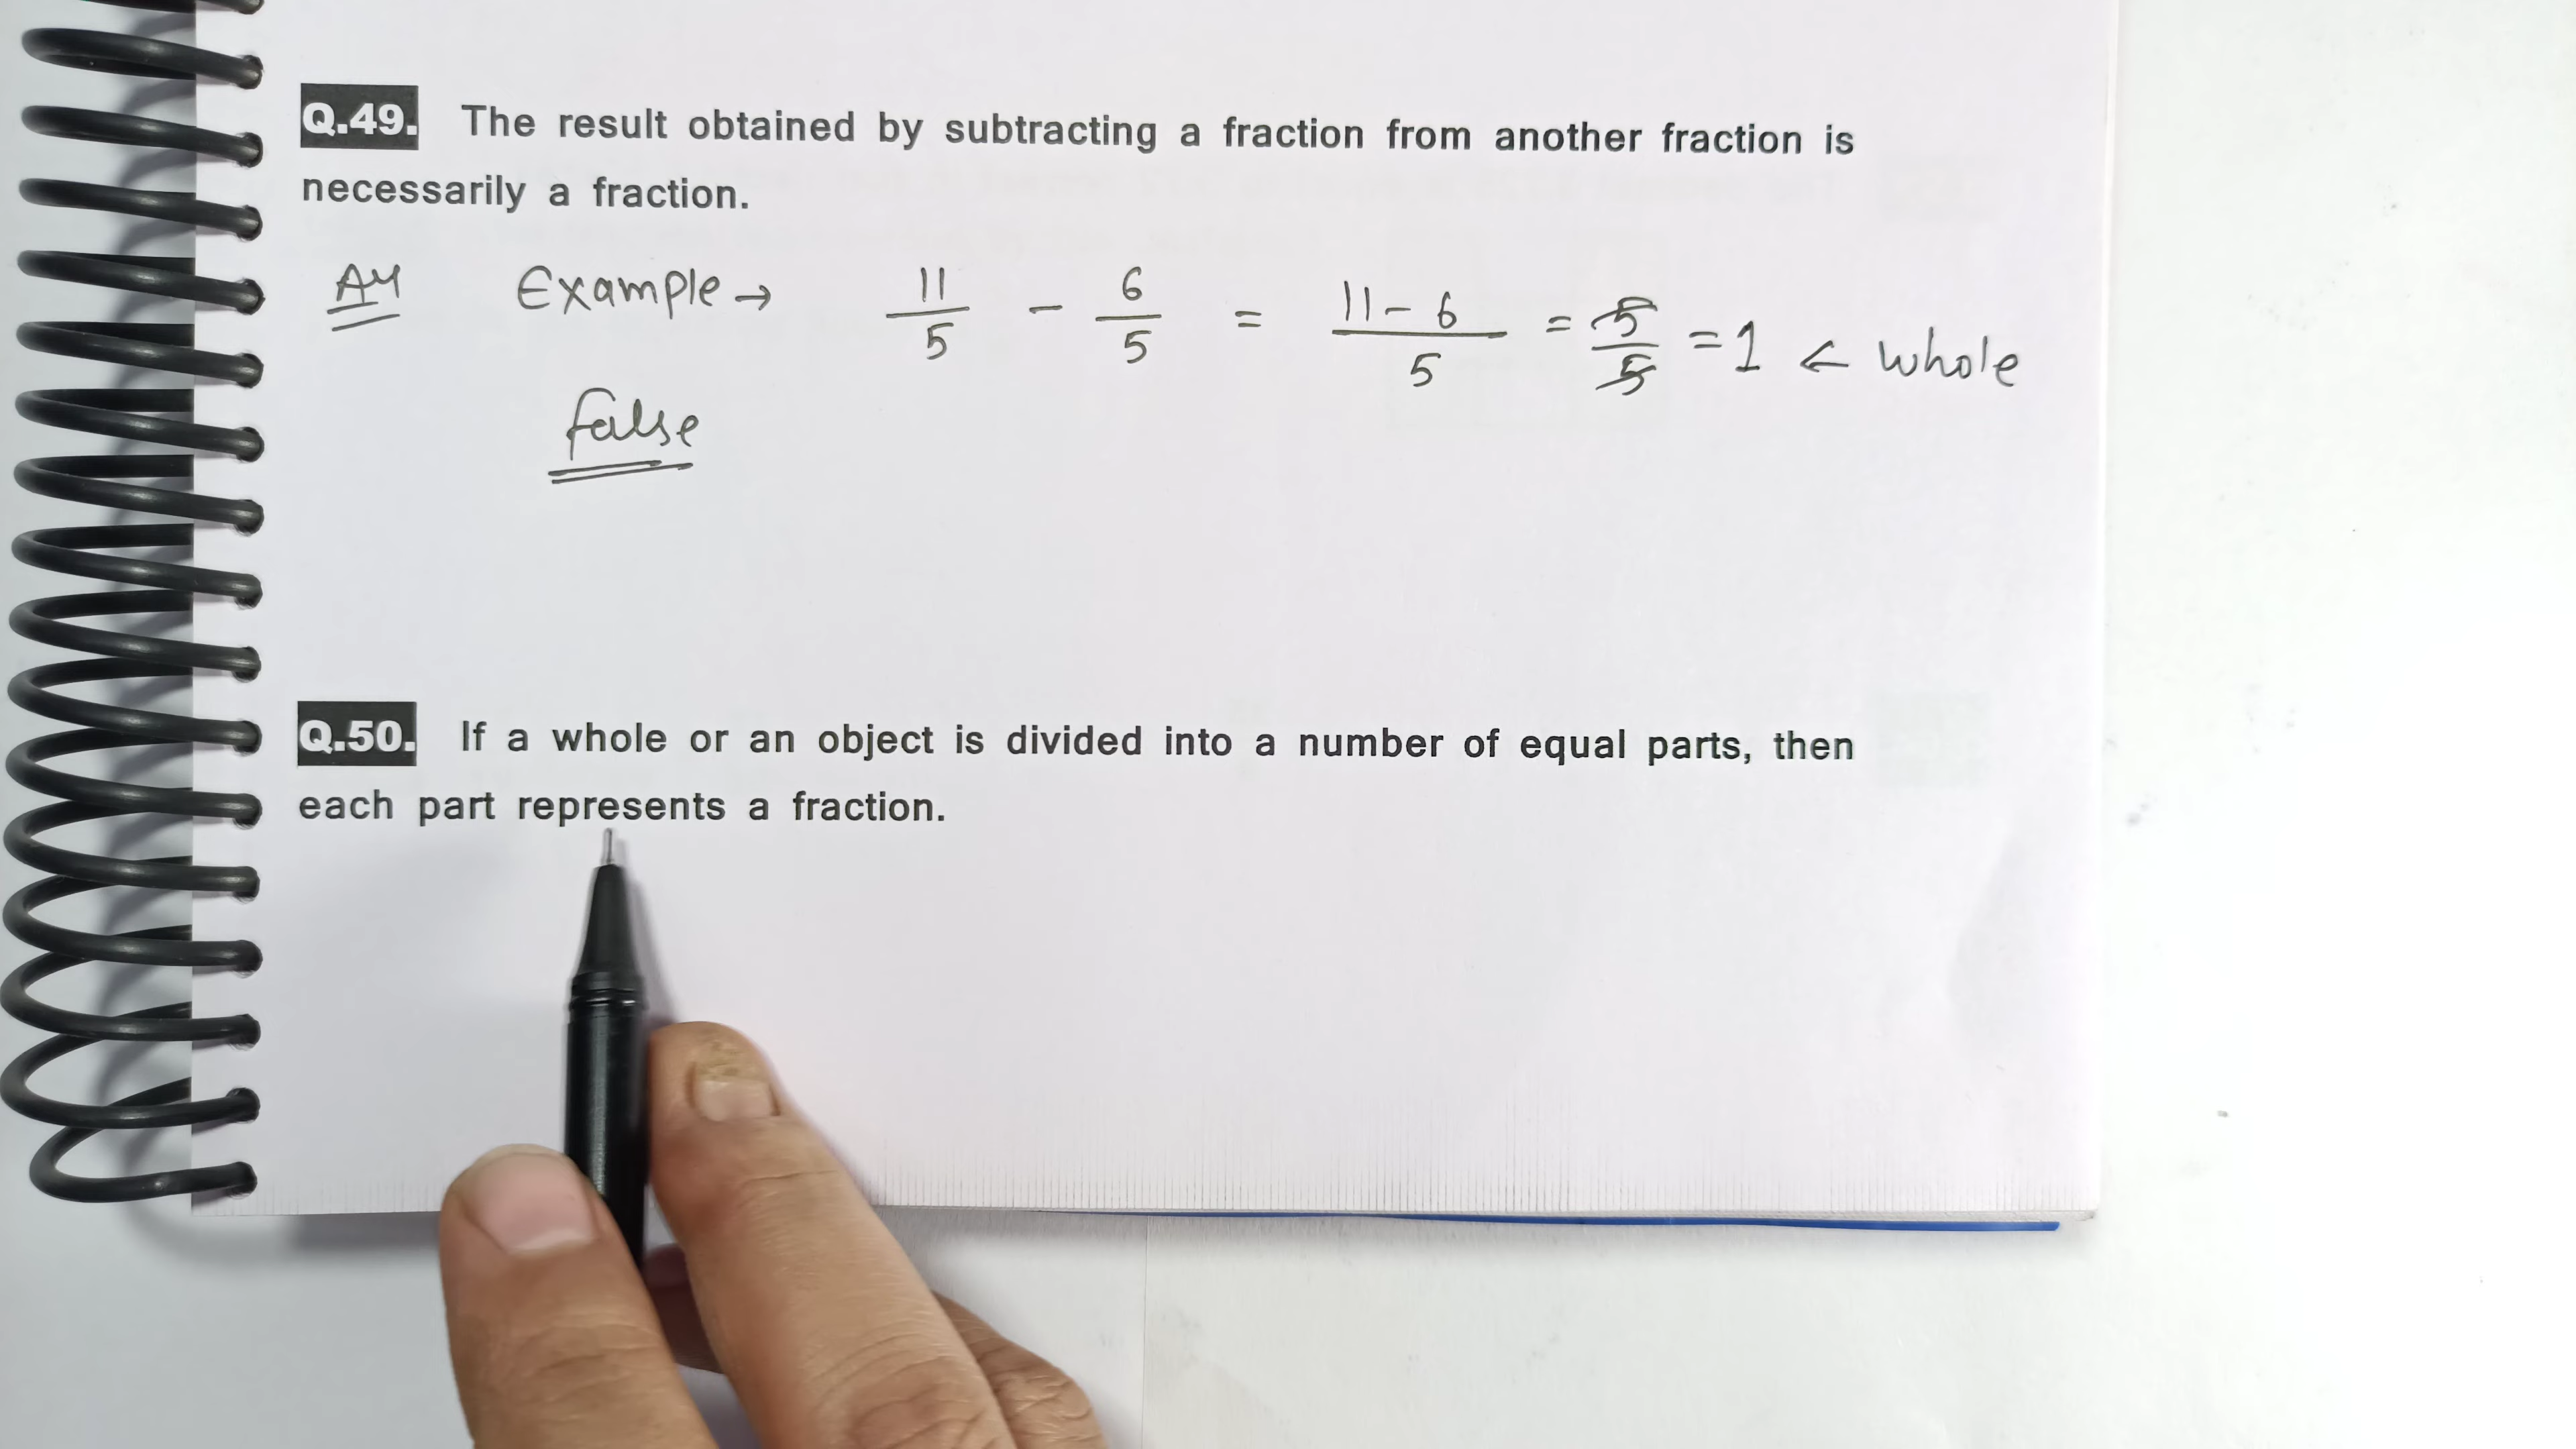 Q.49. The result obtained by subtracting a fraction from another fraction is
necessarily a fraction.
Example → 11/5 - 6/5 = 11-6/5 = 5/5 = 1 ← whole
false
Q.50. If a whole or an object is divided into a number of equal parts, then
each part represents a fraction.